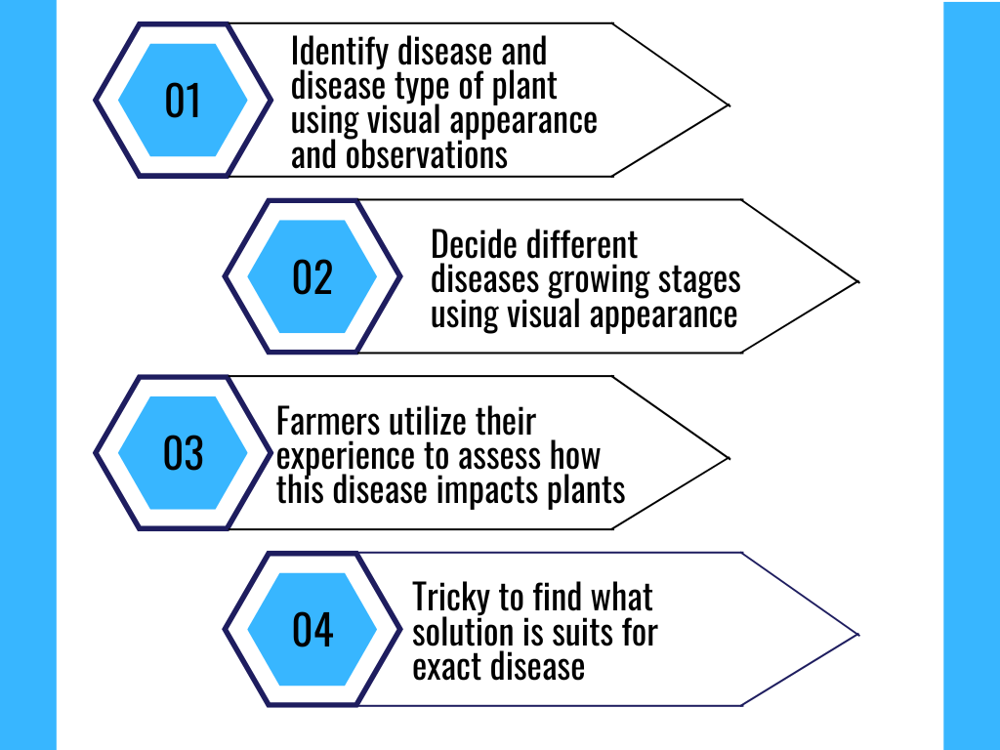 01
Identify disease and
disease type of plant
using visual appearance
and observations
02
Decide different
diseases growing stages
using visual appearance
03
Farmers utilize their
experience to assess how
this disease impacts plants
04
Tricky to find what
solution is suits for
exact disease